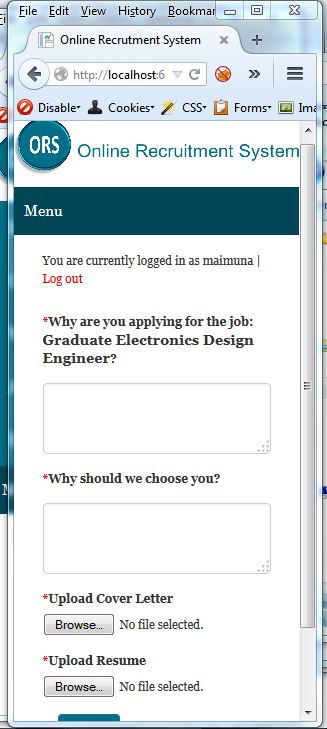 File Edit View History Bookmar
Online Recrutment System
http://localhost:6
Disable Cookies CSS Forms Ima
ORS Online Recruitment System
Menu
You are currently logged in as maimuna |
Log out
*Why are you applying for the job:
Graduate Electronics Design
Engineer?
*Why should we choose you?
*Upload Cover Letter
Browse... No file selected.
*Upload Resume
Browse... No file selected.